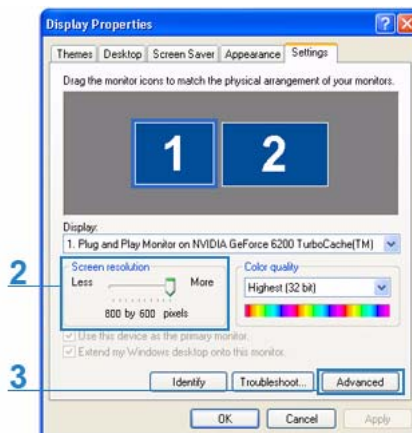 Display Properties
Themes Desktop Screen Saver Appearance Settings
Drag the monitor icons to match the physical arrangement of your monitors.
1 2
Display:
1. Plug and Play Monitor on NVIDIA GeForce 6200 TurboCache(TM)
2
Screen resolution
Less More
800 by 600 pixels
Color quality
Highest (32 bit)
Use this device as the primary monitor.
Extend my Windows desktop onto this monitor.
3
Identify Troubleshoot... Advanced
OK Cancel Apply